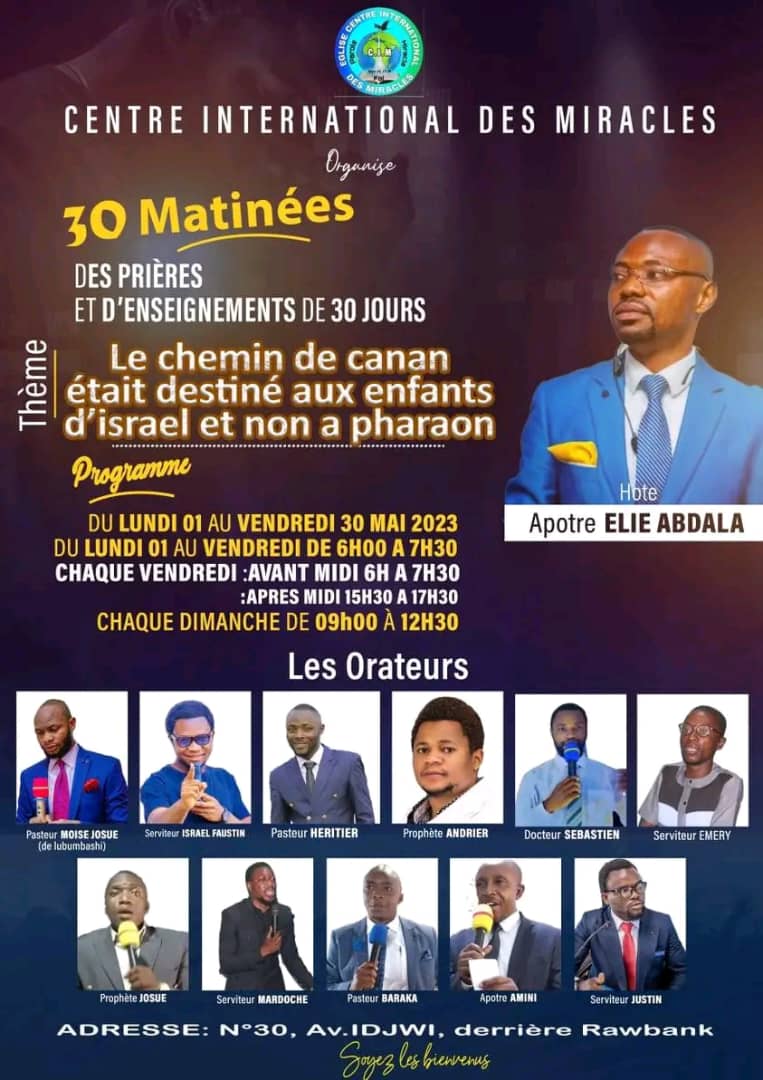 EGLISE CENTRE INTERNATIONAL
C.I.M
DES MIRACLES
CENTRE INTERNATIONAL DES MIRACLES
Organise
30 Matinées
DES PRIÈRES
ET D'ENSEIGNEMENTS DE 30 JOURS
Thème
Le chemin de canan
était destiné aux enfants
d'israel et non a pharaon
Programme
DU LUNDI 01 AU VENDREDI 30 MAI 2023
DU LUNDI 01 AU VENDREDI DE 6H00 A 7H30
CHAQUE VENDREDI :AVANT MIDI 6H A 7H30
:APRES MIDI 15H30 A 17H30
CHAQUE DIMANCHE DE 09h00 À 12H30
Hote
Apotre ELIE ABDALA
Les Orateurs
Pasteur MOISE JOSUE
(de lubumbashi)
Serviteur ISRAEL FAUSTIN
Pasteur HERITIER
Prophète ANDRIER
Docteur SEBASTIEN
Serviteur EMERY
Prophète JOSUE
Serviteur MARDOCHE
Pasteur BARAKA
Apotre AMINI
Serviteur JUSTIN
ADRESSE: N°30, Av.IDJWI, derrière Rawbank
Soyez les bienvenus